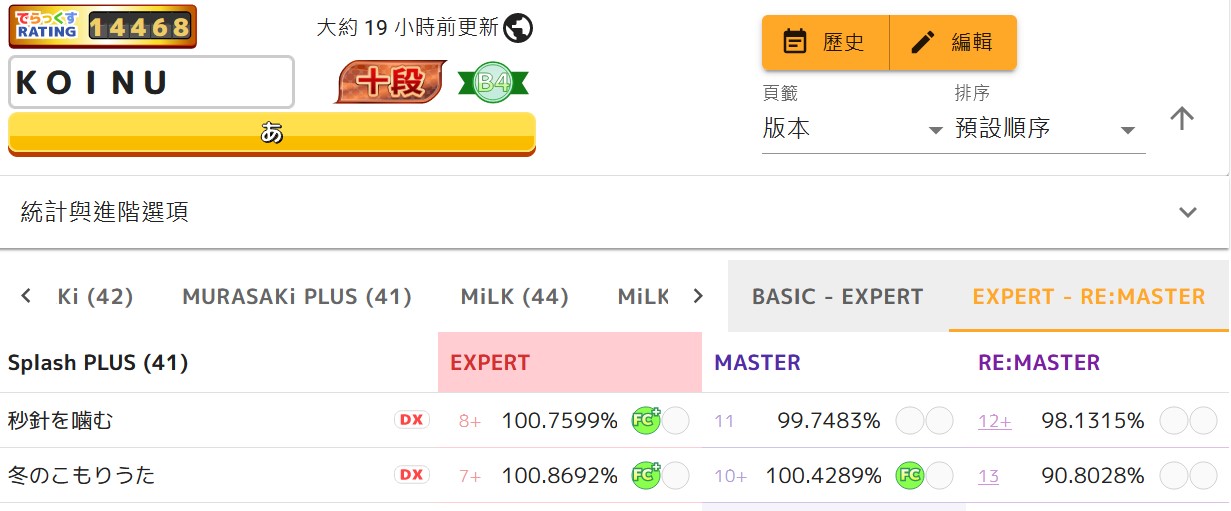 でらっくす
RATING 14468
大約 19 小時前更新
KOINU
十段
B4
あ
歷史
編輯
頁籤
排序
版本
預設順序
統計與進階選項
Ki (42)
MURASAKi PLUS (41)
MiLK (44)
MiLK
BASIC - EXPERT
EXPERT - RE:MASTER
Splash PLUS (41)
EXPERT
MASTER
RE:MASTER
秒針を噛む DX 8+ 100.7599% FC+ 11 99.7483% 12+ 98.1315%
冬のこもりうた DX 7+ 100.8692% FC+ 10+ 100.4289% FC 13 90.8028%